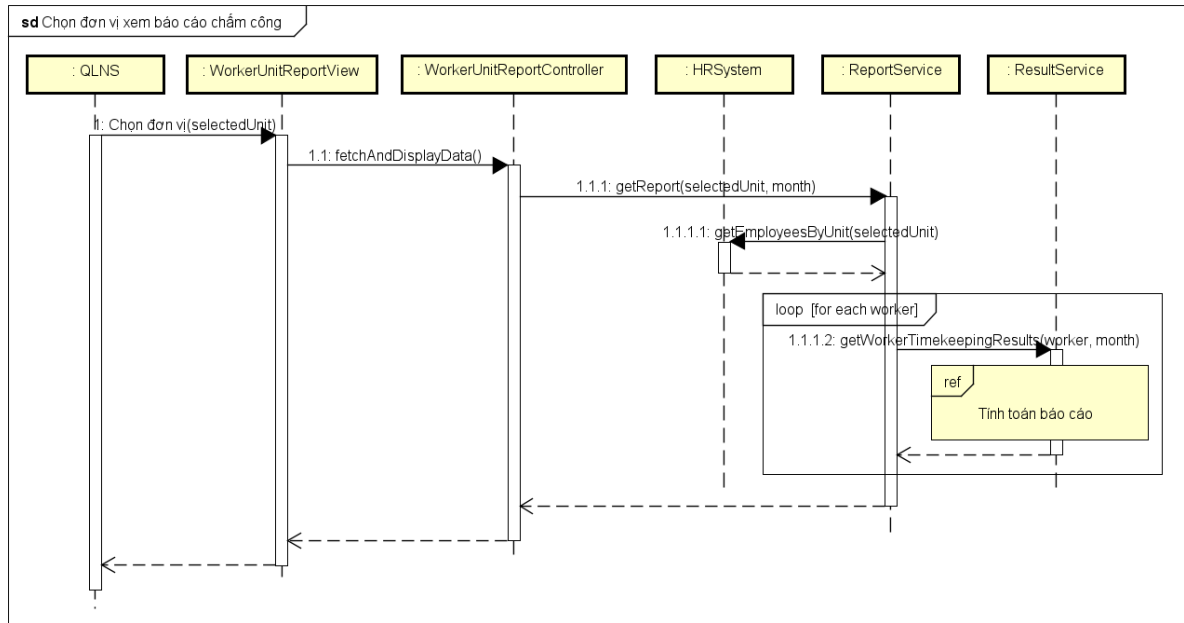 sd Chọn đơn vị xem báo cáo chấm công
: QLNS
: WorkerUnitReportView
: WorkerUnitReportController
: HRSystem
: ReportService
: ResultService
1: Chọn đơn vị(selectedUnit)
1.1: fetchAndDisplayData()
1.1.1: getReport(selectedUnit, month)
1.1.1.1: getEmployeesByUnit(selectedUnit)
loop [for each worker]
1.1.1.2: getWorkerTimekeepingResults(worker, month)
ref
Tính toán báo cáo